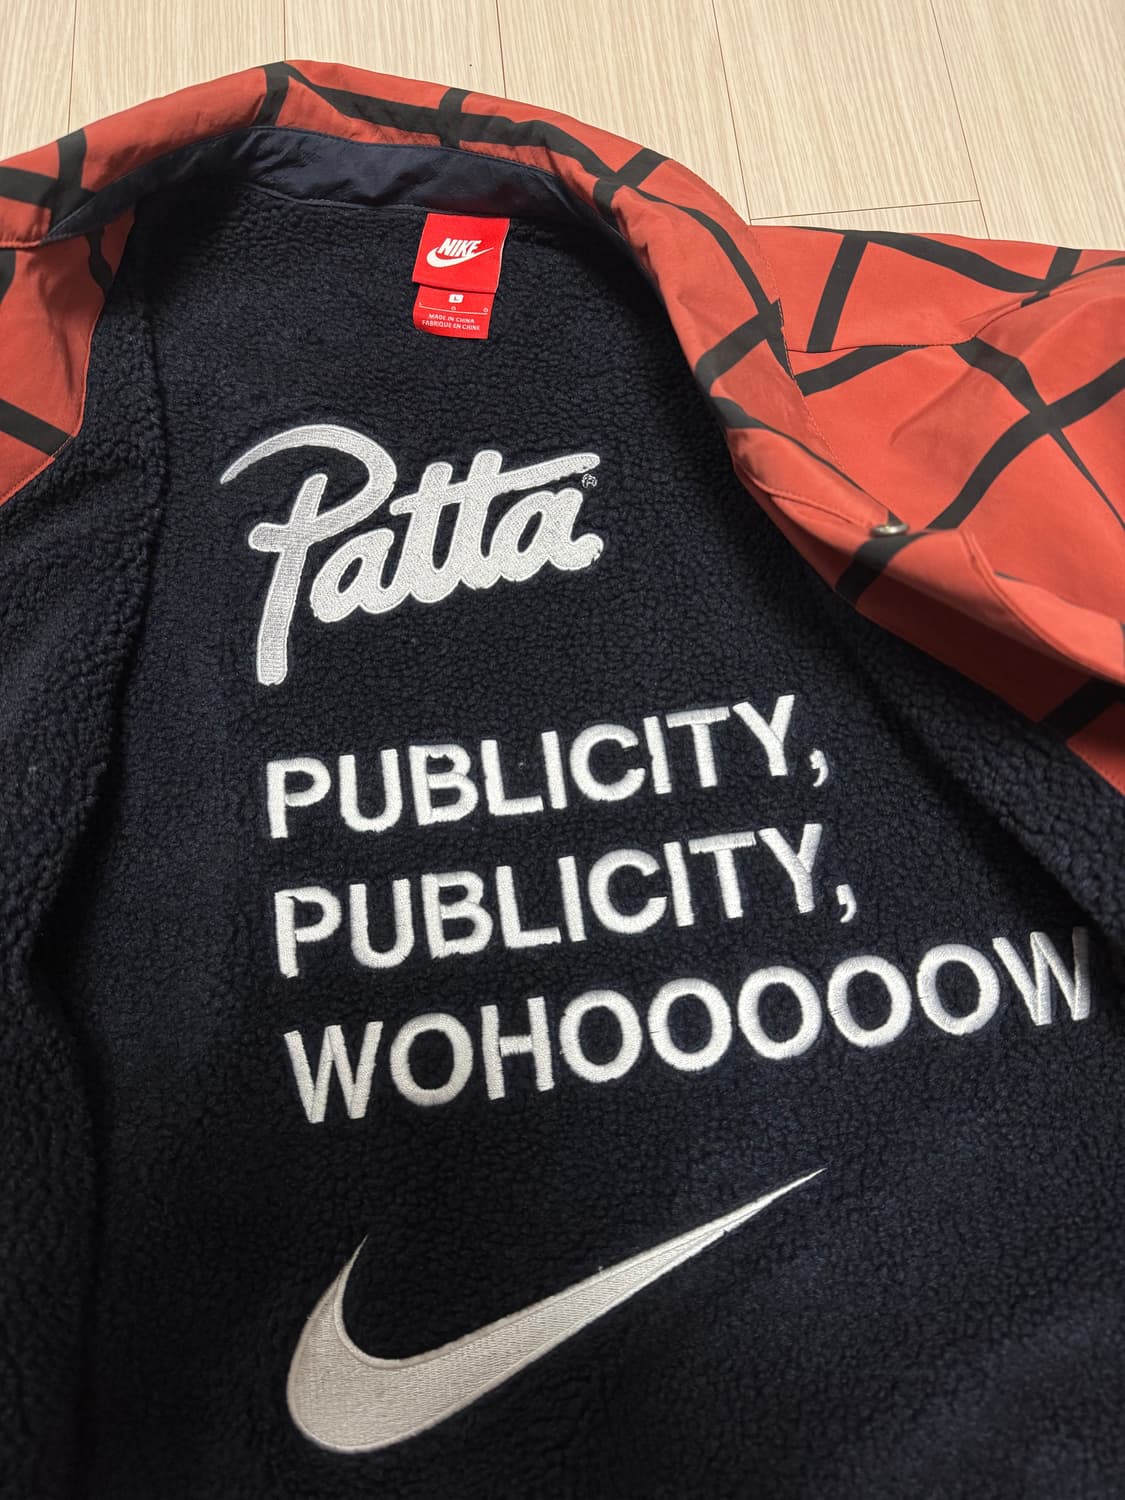 NIKE
L
MADE IN CHINA
FABRIQUÉ EN CHINE
Patta
PUBLICITY,
PUBLICITY,
WOHOOOOOW